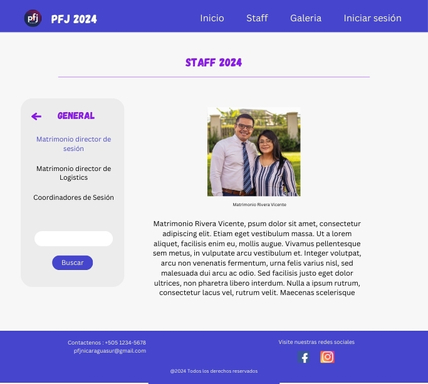 pfj PFJ 2024
Inicio Staff Galeria Iniciar sesión
STAFF 2024
GENERAL
Matrimonio director de
sesión
Matrimonio director de
Logistics
Coordinadores de Sesión
Buscar
Matrimonio Rivera Vicente
Matrimonio Rivera Vicente, psum dolor sit amet, consectetur
adipiscing elit. Etiam eget vestibulum massa. Ut a lorem
aliquet, facilisis enim eu, mollis augue. Vivamus pellentesque
sem metus, in vulputate arcu vestibulum et. Integer volutpat,
arcu non venenatis fermentum, urna felis varius nisl, sed
malesuada dui arcu ac odio. Sed facilisis justo eget dolor
ultrices, non pharetra libero interdum. Nulla a ipsum rutrum,
consectetur lacus vel, rutrum velit. Maecenas scelerisque
Contactenos : +505 1234-5678
pfjnicaraguasur@gmail.com
Visite nuestras redes sociales
@2024 Todos los derechos reservados